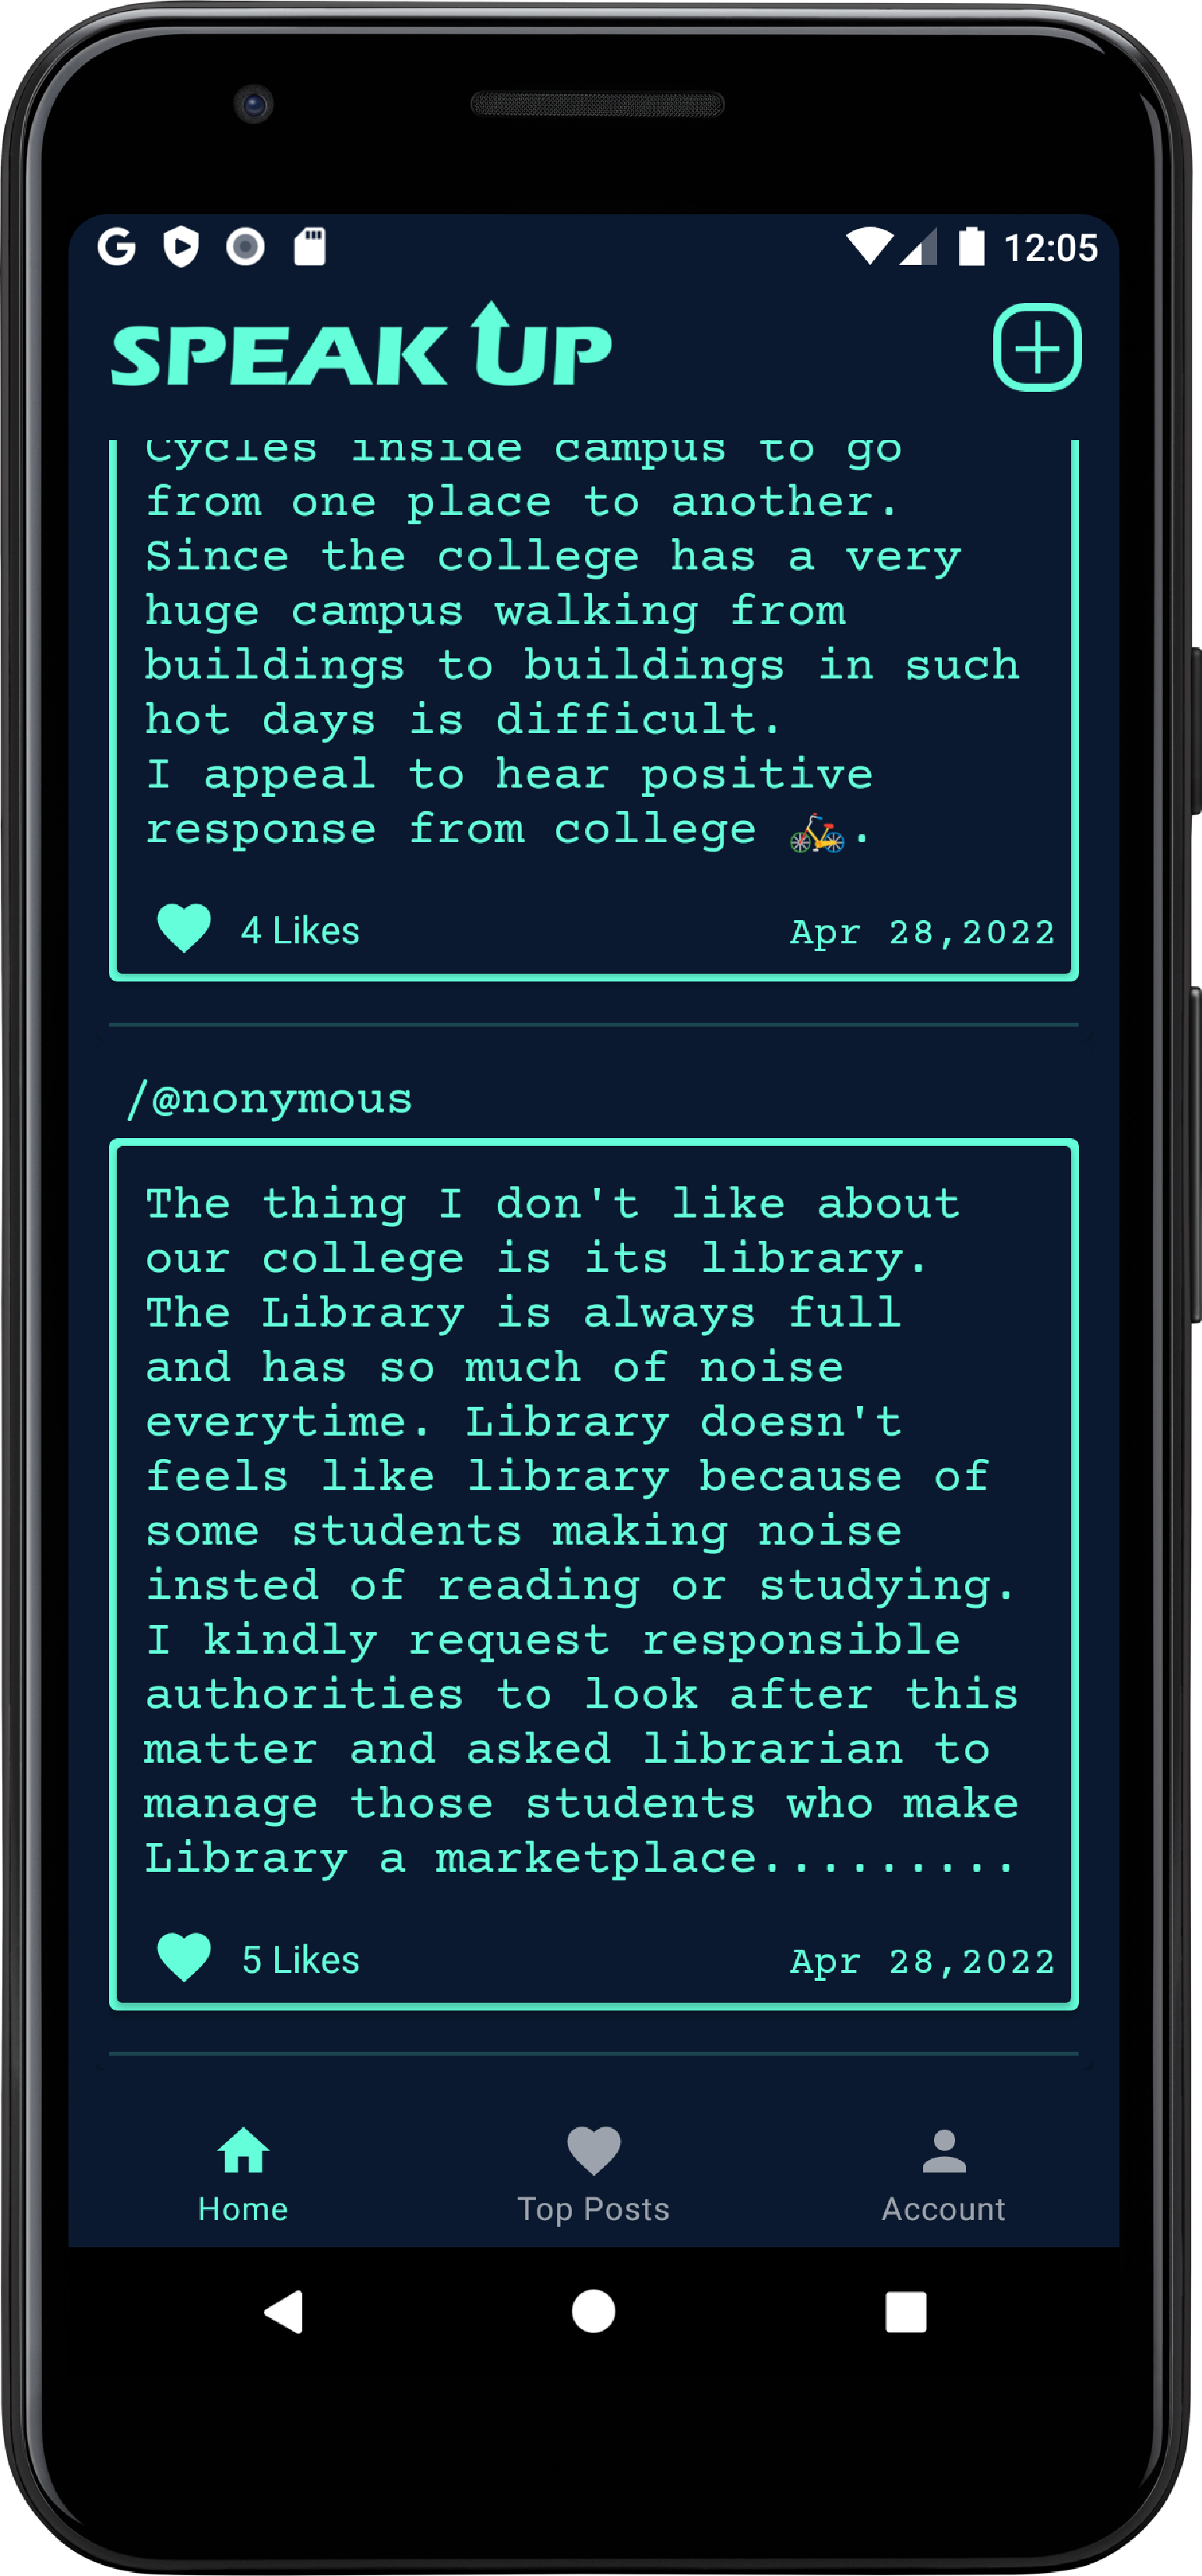 12:05
SPEAK UP
Cycles inside campus to go
from one place to another.
Since the college has a very
huge campus walking from
buildings to buildings in such
hot days is difficult.
I appeal to hear positive
response from college 🚲.
4 Likes Apr 28,2022
/@nonymous
The thing I don't like about
our college is its library.
The Library is always full
and has so much of noise
everytime. Library doesn't
feels like library because of
some students making noise
insted of reading or studying.
I kindly request responsible
authorities to look after this
matter and asked librarian to
manage those students who make
Library a marketplace.........
5 Likes Apr 28,2022
Home Top Posts Account